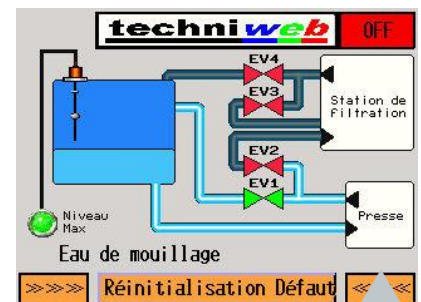 techniweb
OFF
EV4
EV3
Station de
filtration
EV2
EV1
Niveau
Max
Presse
Eau de mouillage
>>>> Réinitialisation Défaut <<